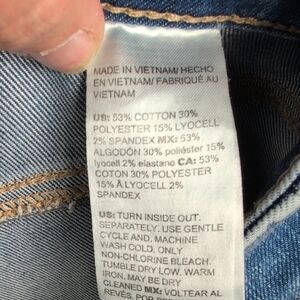 MADE IN VIETNAM/ HECHO
EN VIETNAM/ FABRIQUÉ AU
VIETNAM
US: 53% COTTON 30%
POLYESTER 15% LYOCELL
2% SPANDEX MX: 53%
ALGODÓN 30% poliéster 15%
lyocell 2% elastano CA: 53%
COTON 30% POLYESTER
15% À LYOCELL 2%
SPANDEX
US: TURN INSIDE OUT.
SEPARATELY. USE GENTLE
CYCLE AND. MACHINE
WASH COLD. ONLY
NON-CHLORINE BLEACH.
TUMBLE DRY LOW. WARM
IRON. MAY BE DRY
CLEANED MX: VOLTEAR AL
REVÉS, POR